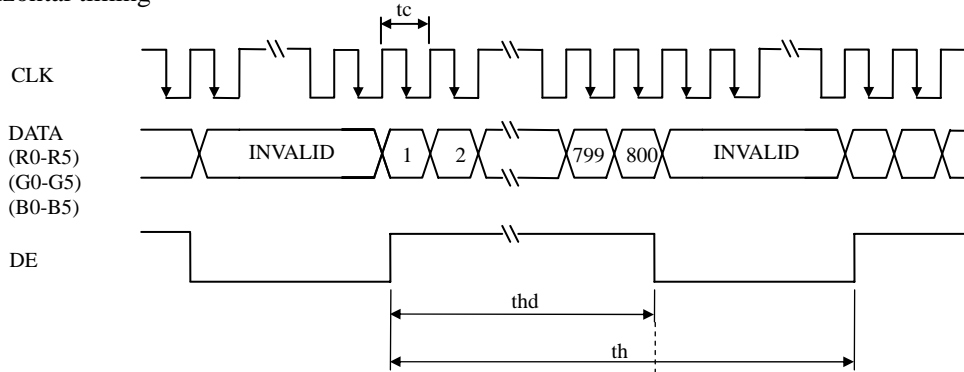 tc
CLK
DATA
(R0-R5)
(G0-G5)
(B0-B5)
INVALID 1 2 799 800 INVALID
DE
thd
th